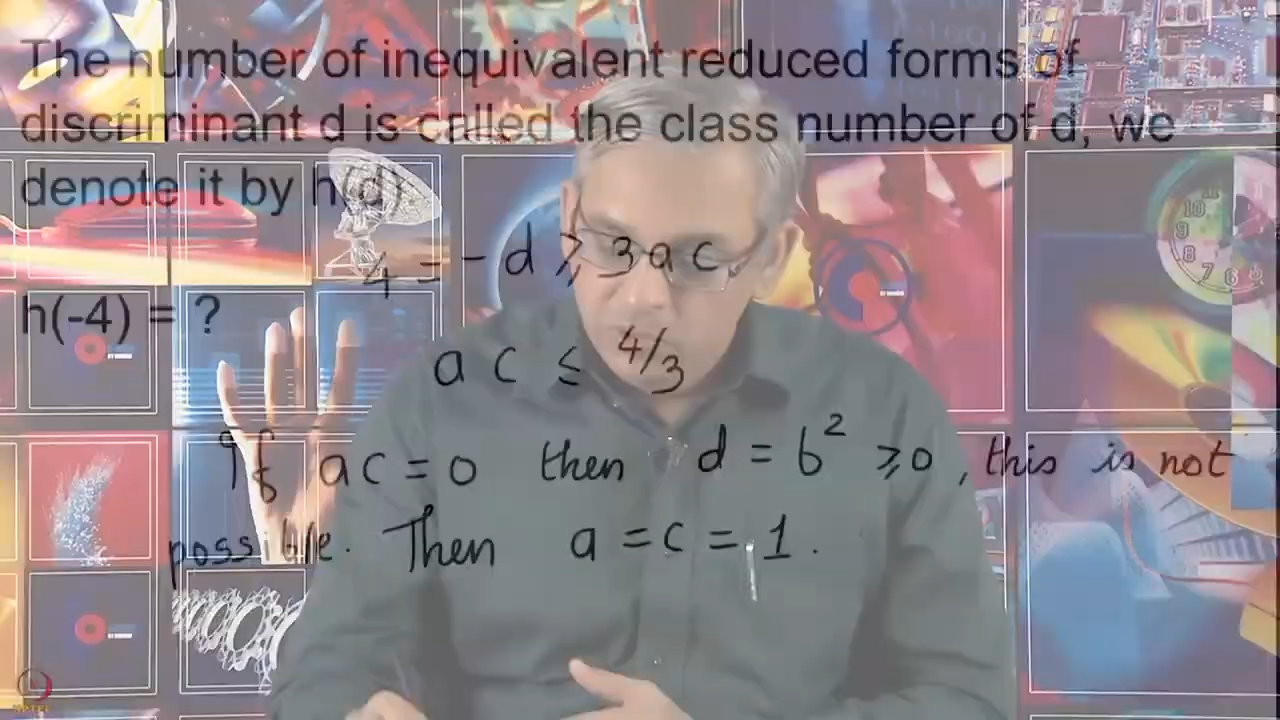 The number of inequivalent reduced forms of
discriminant d is called the class number of d, we
denote it by h(d)
4 = -d ⩾ 3ac
h(-4) = ?
a c ≤ 4/3
If ac = 0 then d = b² ⩾ 0, this is not
possible. Then a = c = 1.
NPTEL